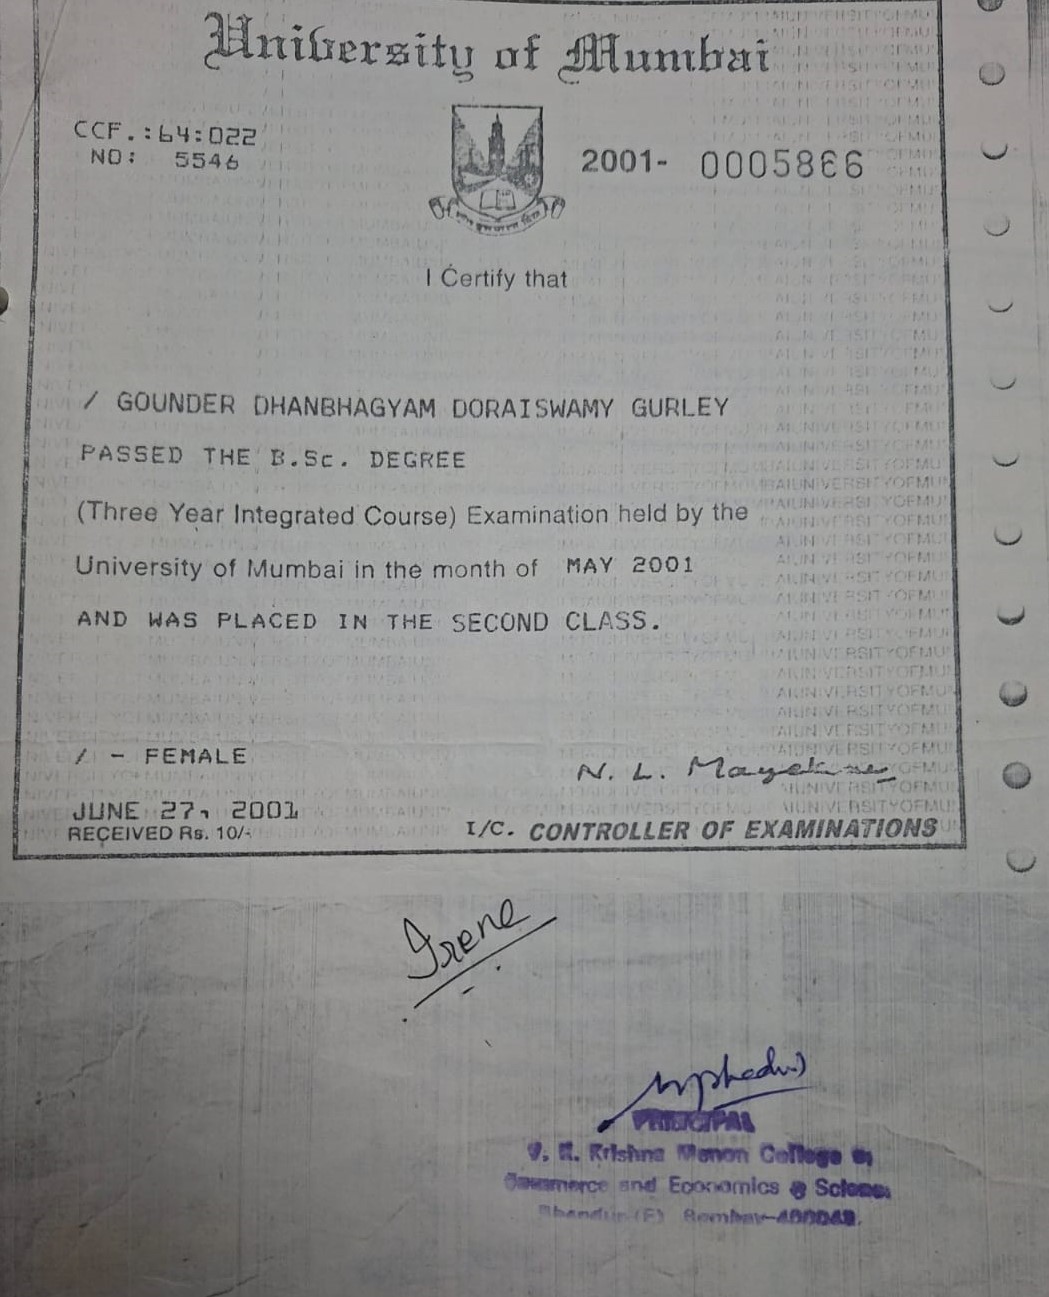 University of Mumbai
CCF.:64:022
NO: 5546
2001- 0005866
I Certify that
/ GOUNDER DHANBHAGYAM DORAISWAMY GURLEY
PASSED THE B.Sc. DEGREE
(Three Year Integrated Course) Examination held by the
University of Mumbai in the month of MAY 2001
AND WAS PLACED IN THE SECOND CLASS.
/ - FEMALE
N. L. Mayekar
JUNE 27, 2001
RECEIVED Rs. 10/-
I/C. CONTROLLER OF EXAMINATIONS
Irene
PRINCIPAL
V. K. Krishna Menon College of
Commerce and Economics & Science
Bhandup (E) Bombay-400042.